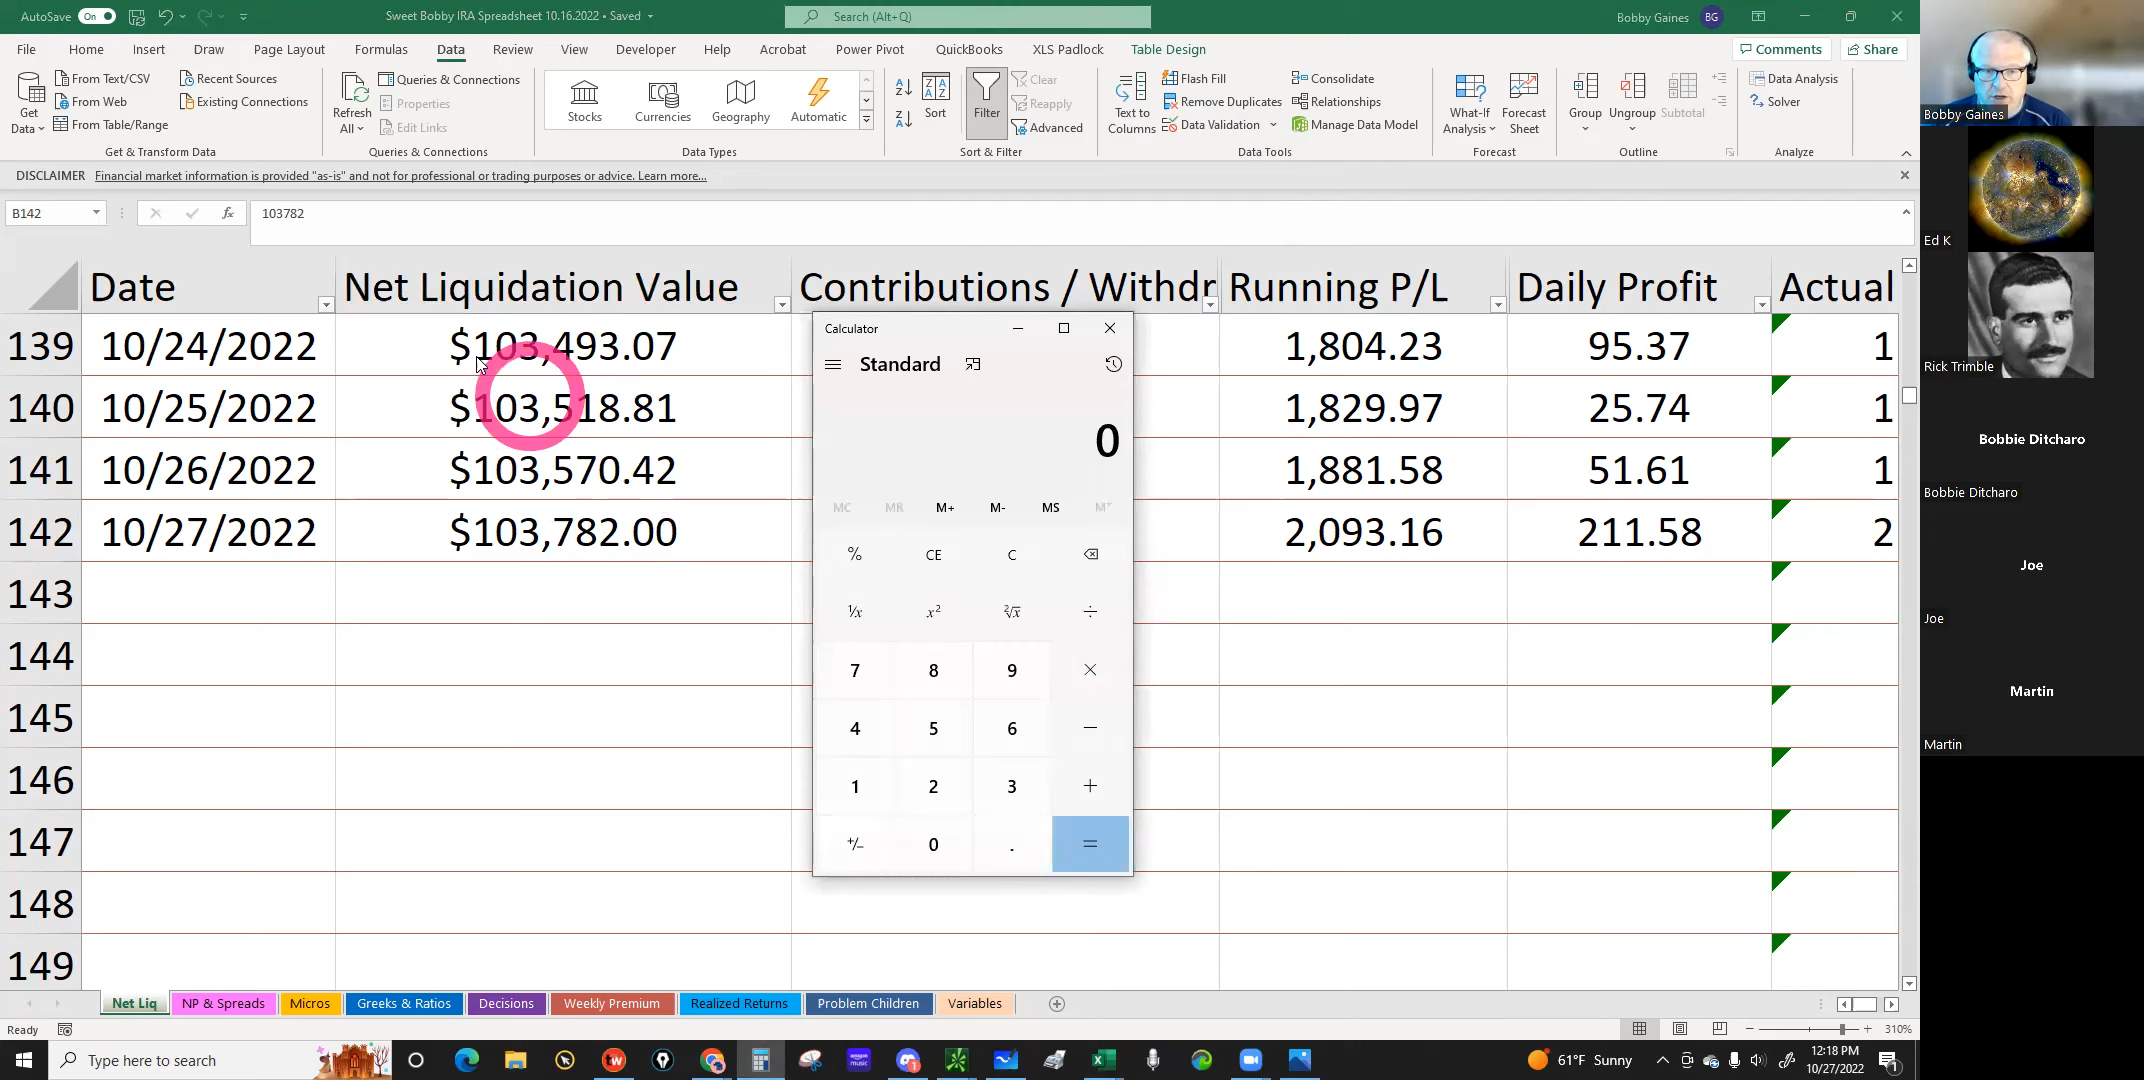 AutoSave On Sweet Bobby IRA Spreadsheet 10.16.2022 • Saved Search (Alt+Q) Bobby Gaines BG
File Home Insert Draw Page Layout Formulas Data Review View Developer Help Acrobat Power Pivot QuickBooks XLS Padlock Table Design Comments Share
Get Data From Text/CSV From Web From Table/Range Recent Sources Existing Connections
Get & Transform Data
Refresh All Queries & Connections Properties Edit Links
Queries & Connections
Stocks Currencies Geography Automatic
Data Types
Sort Filter Clear Reapply Advanced
Sort & Filter
Text to Columns Flash Fill Remove Duplicates Data Validation Consolidate Relationships Manage Data Model
Data Tools
What-If Analysis Forecast Sheet
Forecast
Group Ungroup Subtotal
Outline
Data Analysis Solver
Analyze
DISCLAIMER Financial market information is provided "as-is" and not for professional or trading purposes or advice. Learn more...
B142 fx 103782
Date Net Liquidation Value Contributions / Withdr Running P/L Daily Profit Actual
139 10/24/2022 $103,493.07 1,804.23 95.37 1
140 10/25/2022 $103,518.81 1,829.97 25.74 1
141 10/26/2022 $103,570.42 1,881.58 51.61 1
142 10/27/2022 $103,782.00 2,093.16 211.58 2
143
144
145
146
147
148
149
Calculator
Standard
0
MC MR M+ M- MS M
% CE C
1/x x2 2√x ÷
7 8 9 ×
4 5 6 −
1 2 3 +
+/− 0 . =
Net Liq NP & Spreads Micros Greeks & Ratios Decisions Weekly Premium Realized Returns Problem Children Variables
Ready 310%
Type here to search 61°F Sunny 12:18 PM
10/27/2022
Bobby Gaines
Ed K
Rick Trimble
Bobbie Ditcharo
Bobbie Ditcharo
Joe
Joe
Martin
Martin